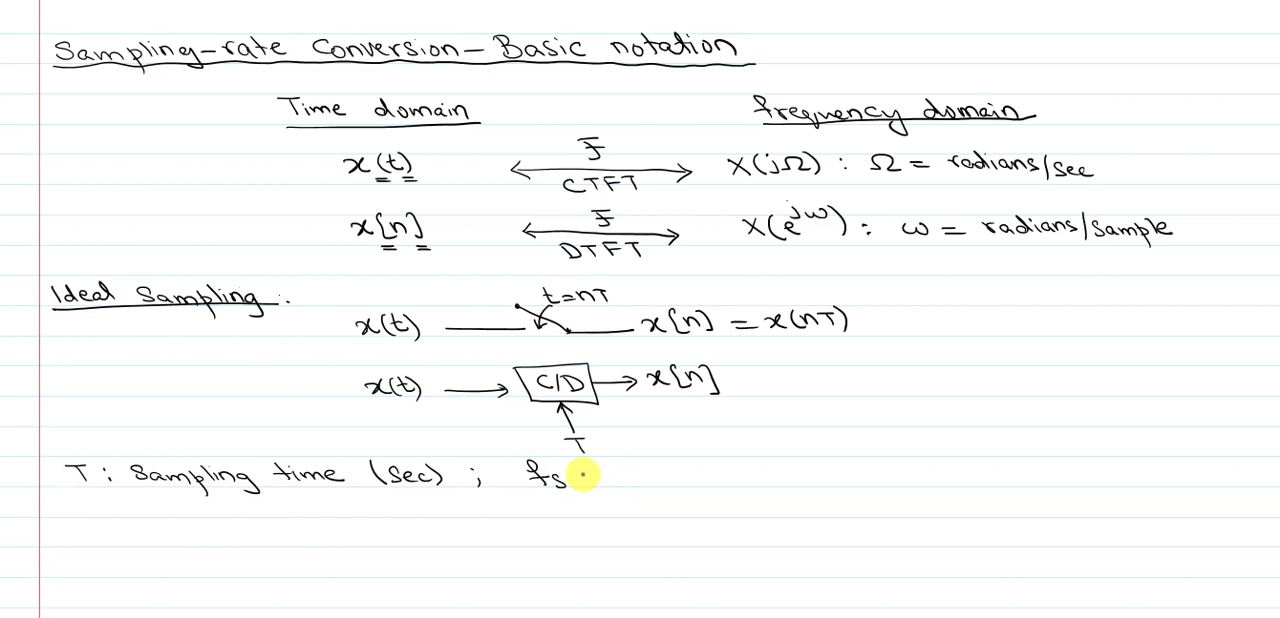 Sampling-rate Conversion - Basic notation
Time domain frequency domain
x(t) F CTFT X(jΩ) : Ω = radians/sec
x[n] F DTFT X(e^jω) : ω = radians/sample
Ideal Sampling :
t=nT
x(t) x[n] = x(nT)
x(t) C/D x[n]
T
T : Sampling time (Sec) ; fs